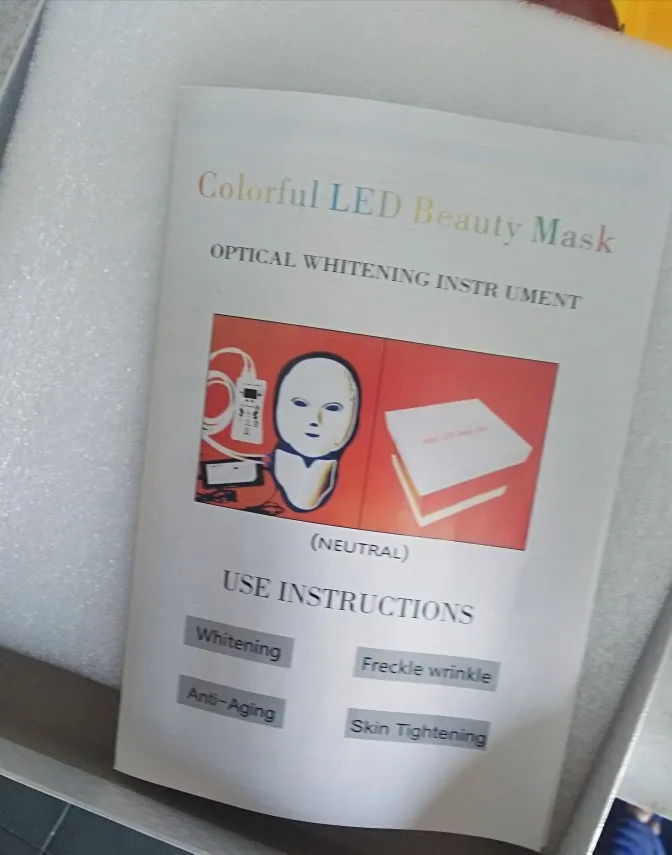 Colorful LED Beauty Mask
OPTICAL WHITENING INSTR UMENT
(NEUTRAL)
USE INSTRUCTIONS
Whitening
Freckle wrinkle
Anti-Aging
Skin Tightening